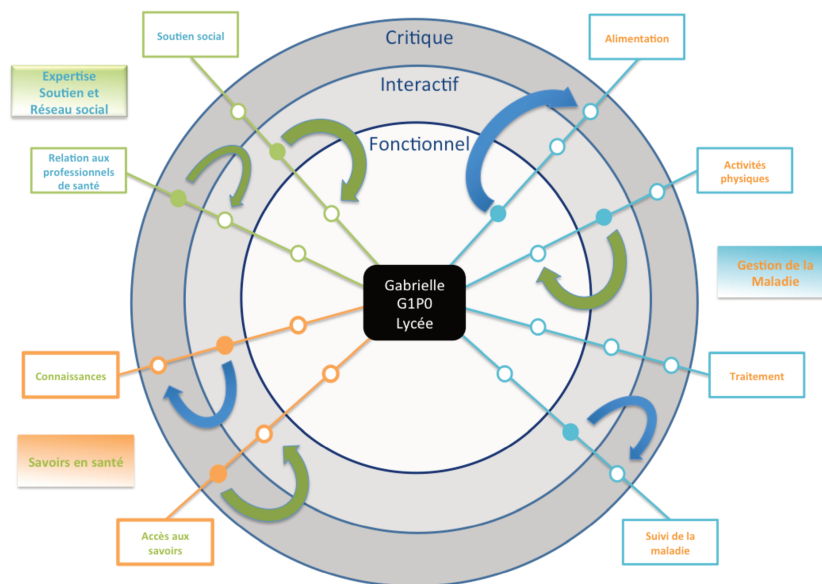 Critique
Interactif
Fonctionnel
Soutien social
Expertise
Soutien et
Réseau social
Relation aux
professionnels
de santé
Alimentation
Activités
physiques
Gabrielle
G1P0
Lycée
Gestion de la
Maladie
Connaissances
Traitement
Savoirs en santé
Accès aux
savoirs
Suivi de la
maladie